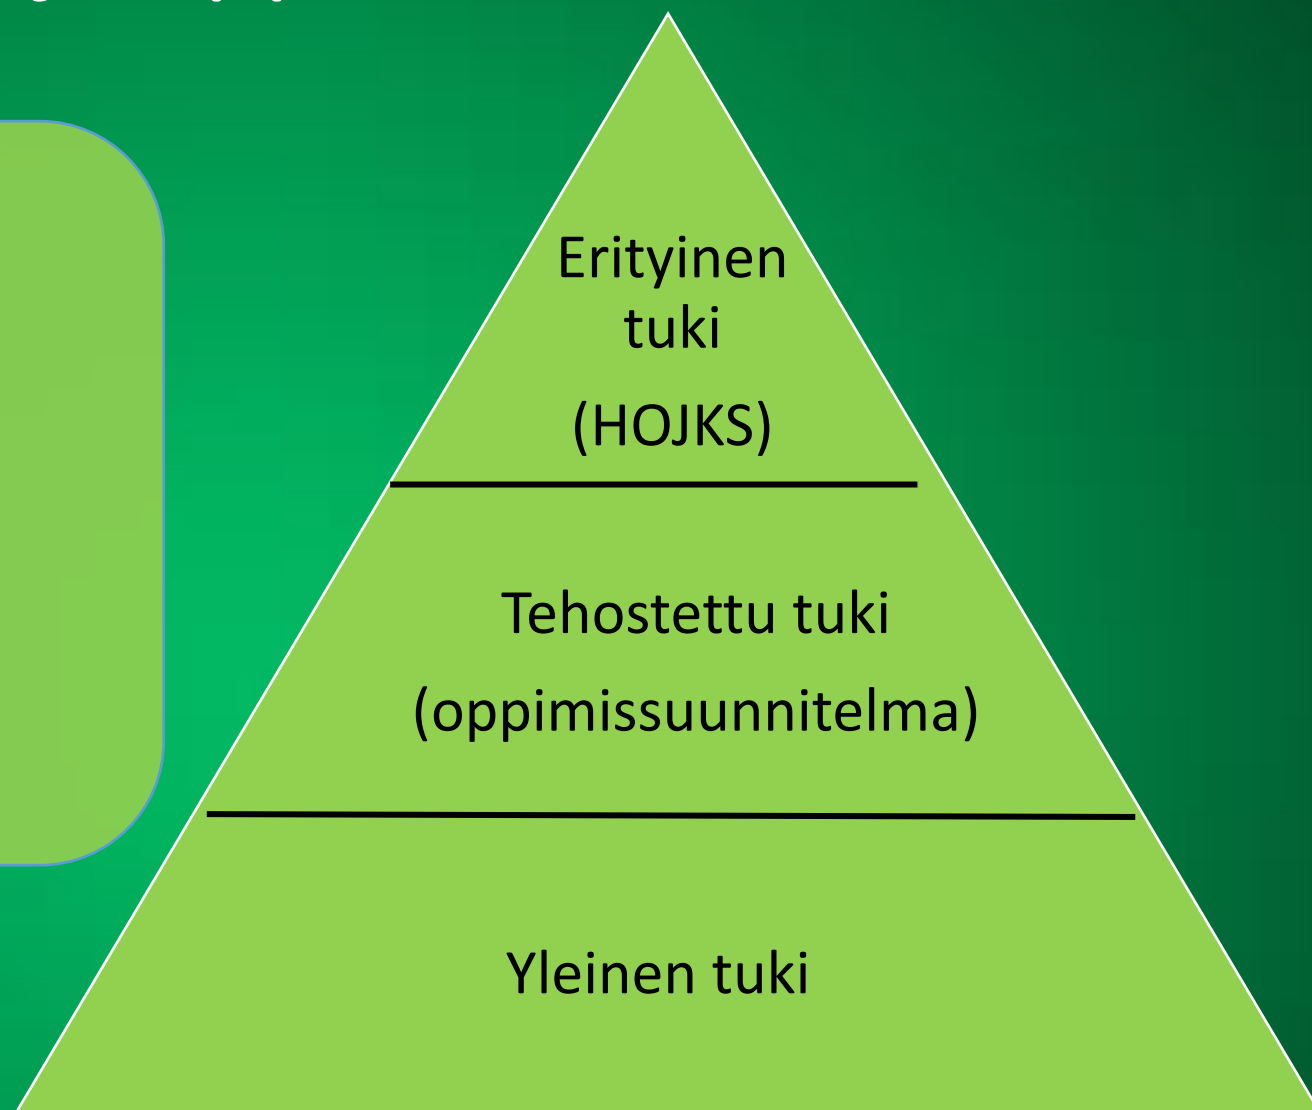 Erityinen
tuki
(HOJKS)
Tehostettu tuki
(oppimissuunnitelma)
Yleinen tuki